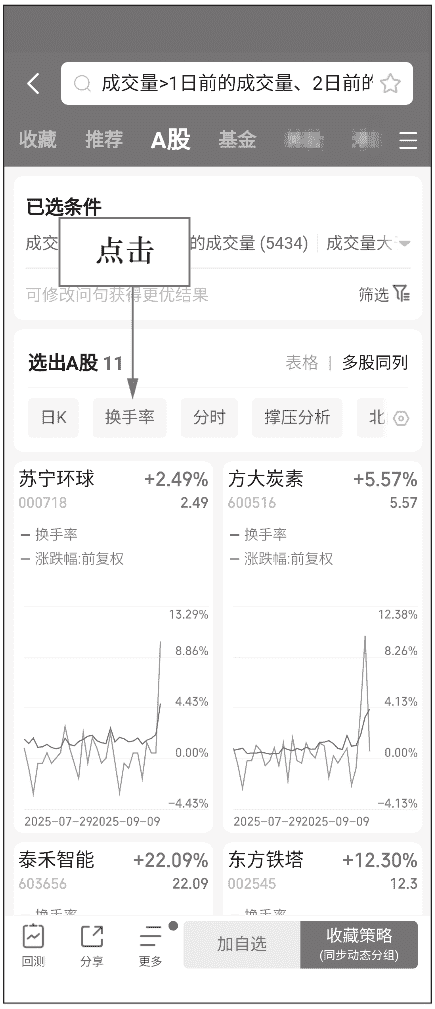 成交量>1日前的成交量、2日前的
收藏 推荐 A股 基金
已选条件
成交 的成交量 (5434) 成交量大
点击
可修改问句获得更优结果 筛选
选出A股 11 表格 | 多股同列
日K 换手率 分时 撑压分析 北
苏宁环球 +2.49% 方大炭素 +5.57%
000718 2.49 600516 5.57
换手率 换手率
涨跌幅:前复权 涨跌幅:前复权
13.29% 12.38%
8.86% 8.26%
4.43% 4.13%
0.00% 0.00%
-4.43% -4.13%
2025-07-292025-09-09 2025-07-292025-09-09
泰禾智能 +22.09% 东方铁塔 +12.30%
603656 22.09 002545 12.3
换手率 换手率
回测 分享 更多 加自选 收藏策略
(同步动态分组)